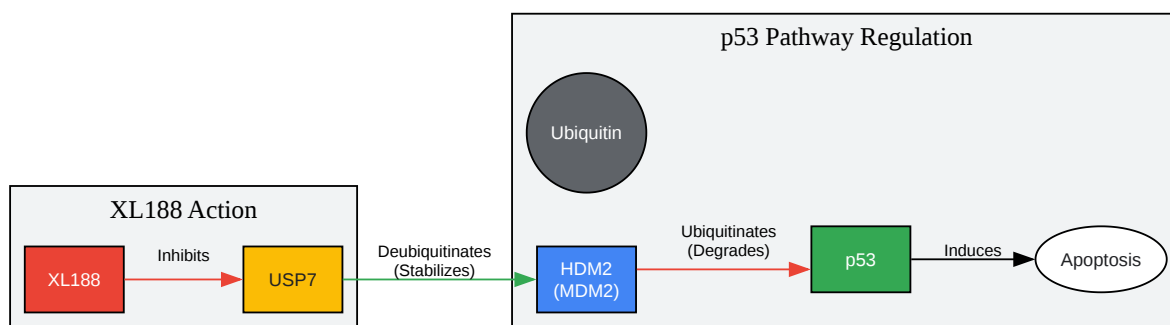 p53 Pathway Regulation
Ubiquitin
XL188 Action
XL188
Inhibits
USP7
Deubiquitinates
(Stabilizes)
HDM2
(MDM2)
Ubiquitinates
(Degrades)
p53
Induces
Apoptosis